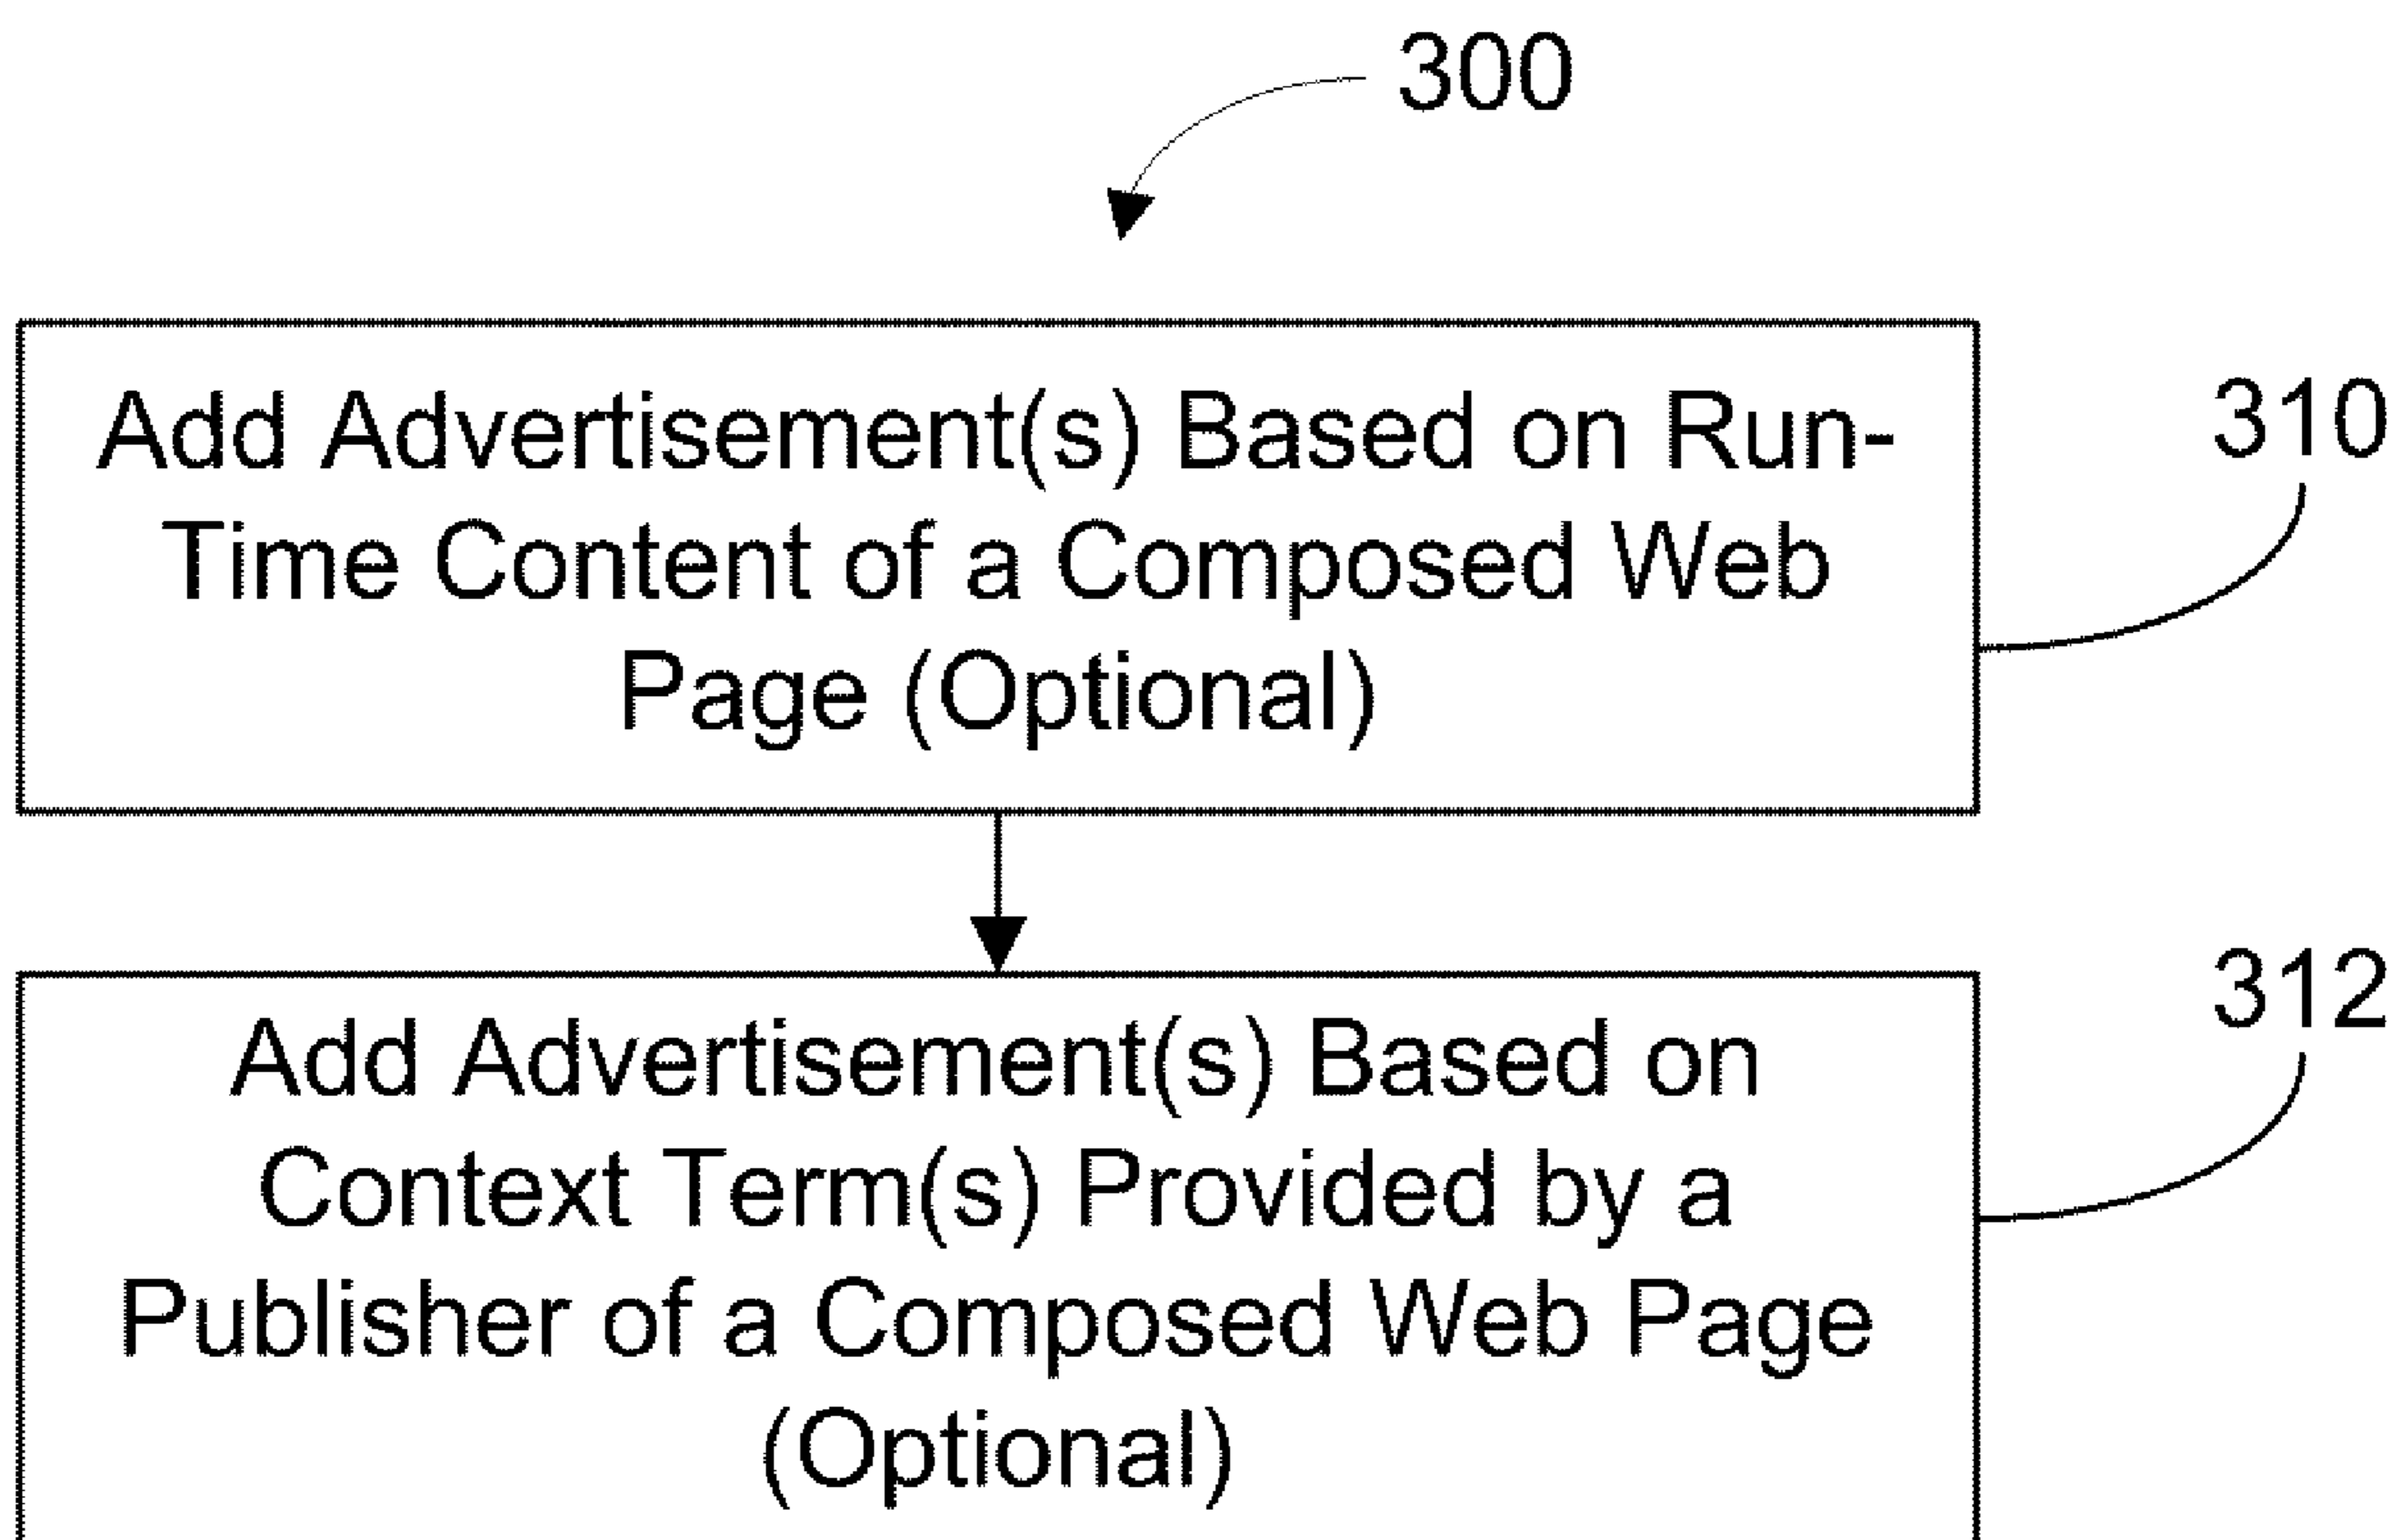 300
Add Advertisement(s) Based on Run-
Time Content of a Composed Web
Page (Optional)
310
Add Advertisement(s) Based on
Context Term(s) Provided by a
Publisher of a Composed Web Page
(Optional)
312